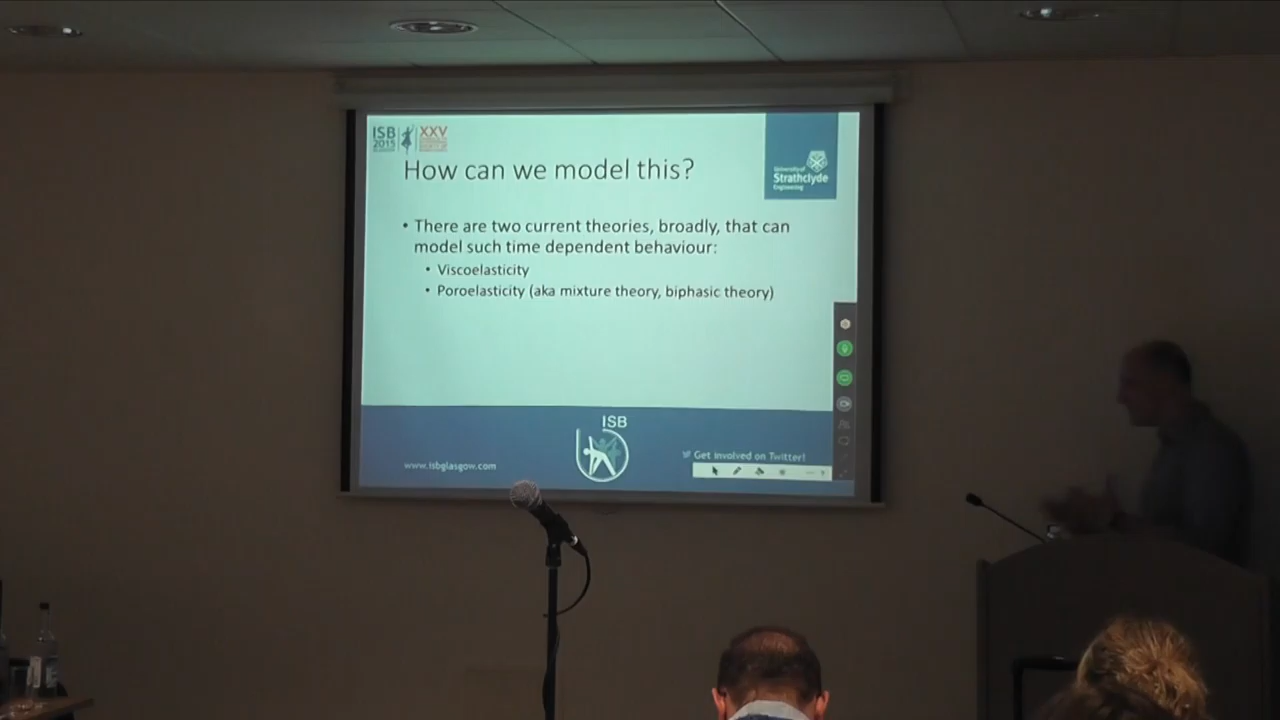 ISB
2015
XXV
How can we model this?
University of
Strathclyde
Engineering
• There are two current theories, broadly, that can
model such time dependent behaviour:
• Viscoelasticity
• Poroelasticity (aka mixture theory, biphasic theory)
ISB
www.isbglasgow.com
Get involved on Twitter!